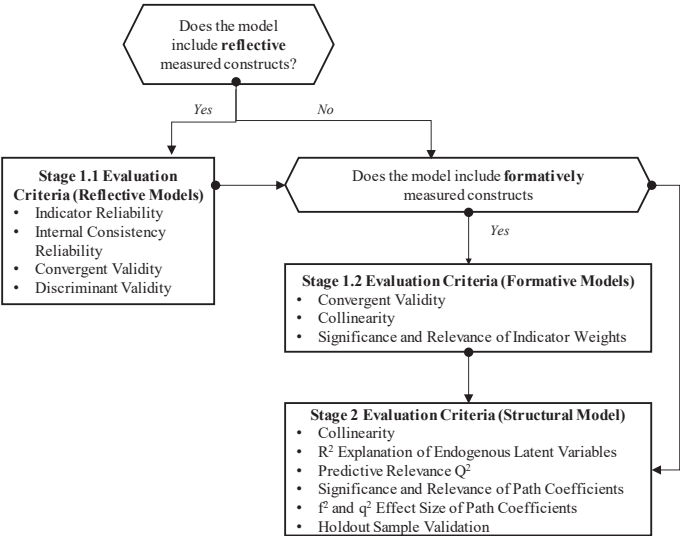 Does the model
include reflective
measured constructs?
Yes
No
Stage 1.1 Evaluation
Criteria (Reflective Models)
• Indicator Reliability
• Internal Consistency
Reliability
• Convergent Validity
• Discriminant Validity
Does the model include formatively
measured constructs
Yes
Stage 1.2 Evaluation Criteria (Formative Models)
• Convergent Validity
• Collinearity
• Significance and Relevance of Indicator Weights
Stage 2 Evaluation Criteria (Structural Model)
• Collinearity
• R² Explanation of Endogenous Latent Variables
• Predictive Relevance Q²
• Significance and Relevance of Path Coefficients
• f² and q² Effect Size of Path Coefficients
• Holdout Sample Validation